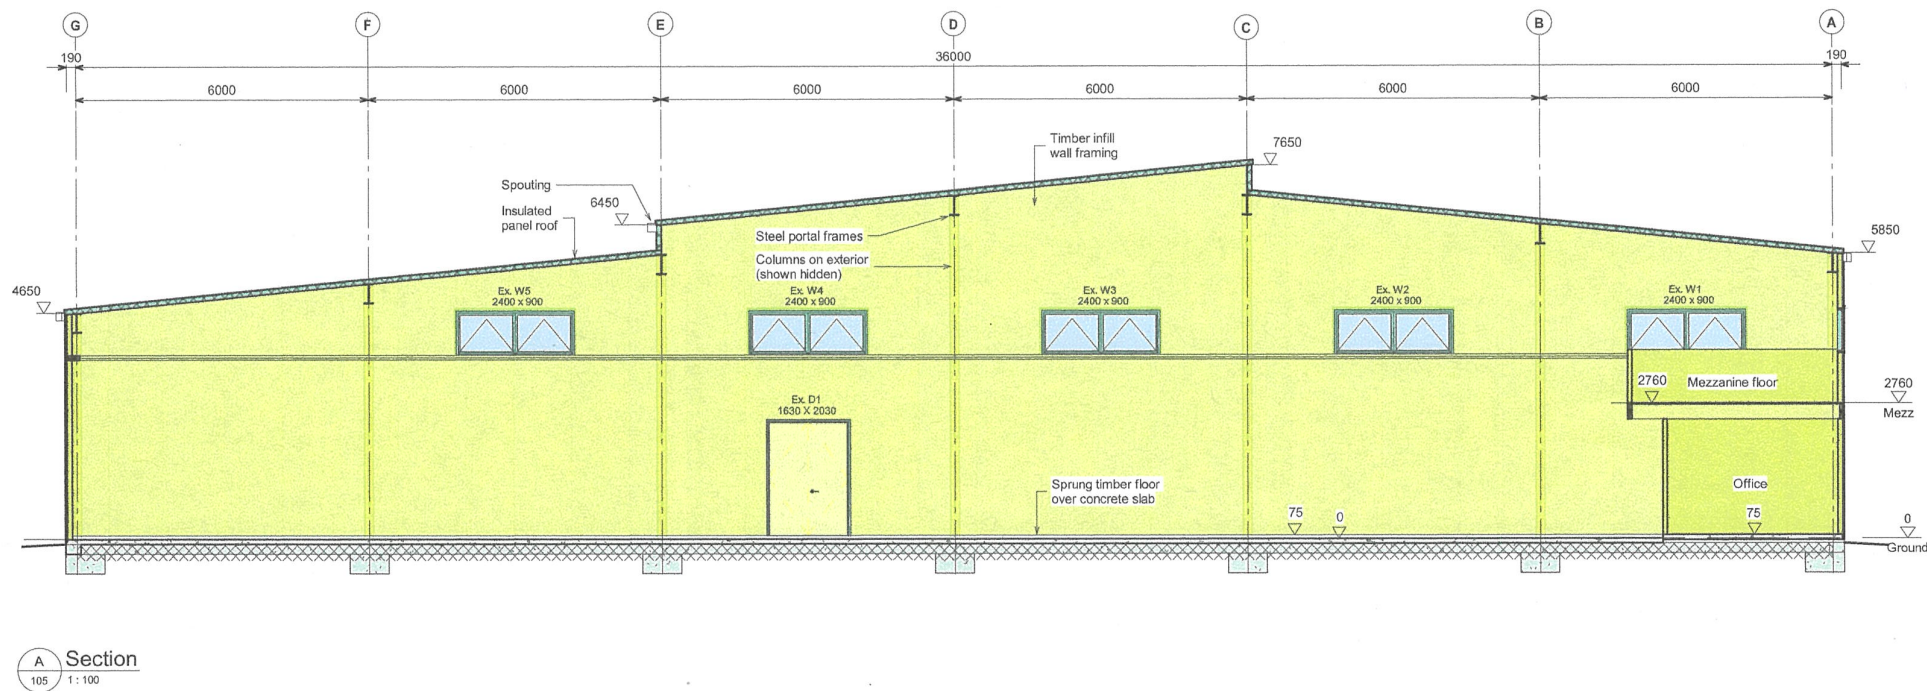 G
F
E
D
C
B
A
190
36000
190
6000
6000
6000
6000
6000
6000
Timber infill
wall framing
7650
Spouting
6450
Insulated
panel roof
Steel portal frames
Columns on exterior
(shown hidden)
5850
4650
Ex. W5
2400 x 900
Ex. W4
2400 x 900
Ex. W3
2400 x 900
Ex. W2
2400 x 900
Ex. W1
2400 x 900
2760
Mezzanine floor
2760
Mezz
Ex. D1
1630 X 2030
Sprung timber floor
over concrete slab
Office
75
0
75
0
Ground
A
105
Section
1 : 100